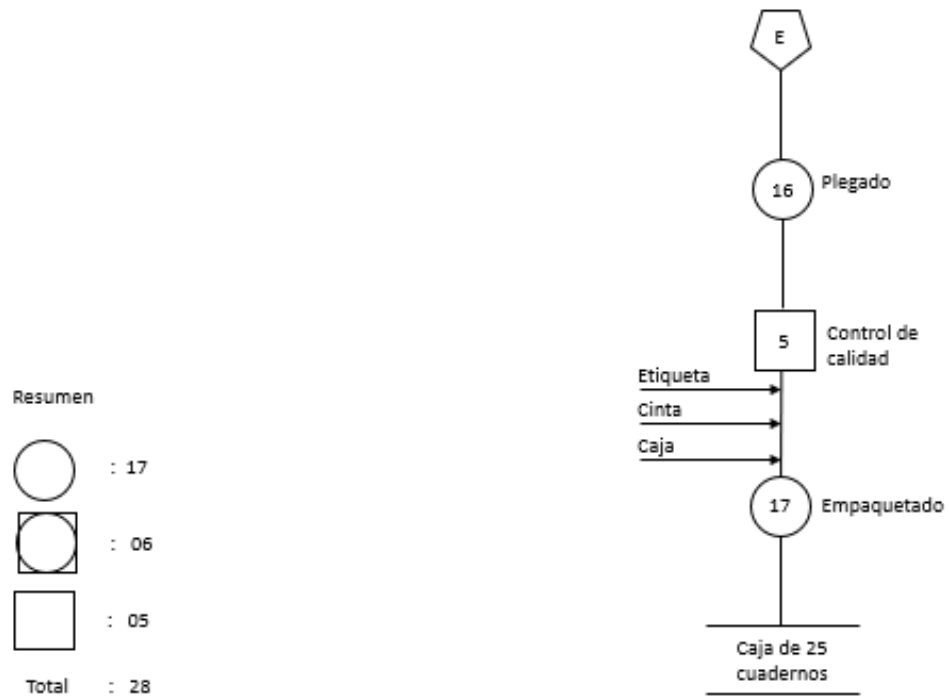 E
16
Plegado
5
Control de
calidad
Etiqueta
Cinta
Caja
17
Empaquetado
Caja de 25
cuadernos
Resumen
: 17
: 06
: 05
Total : 28